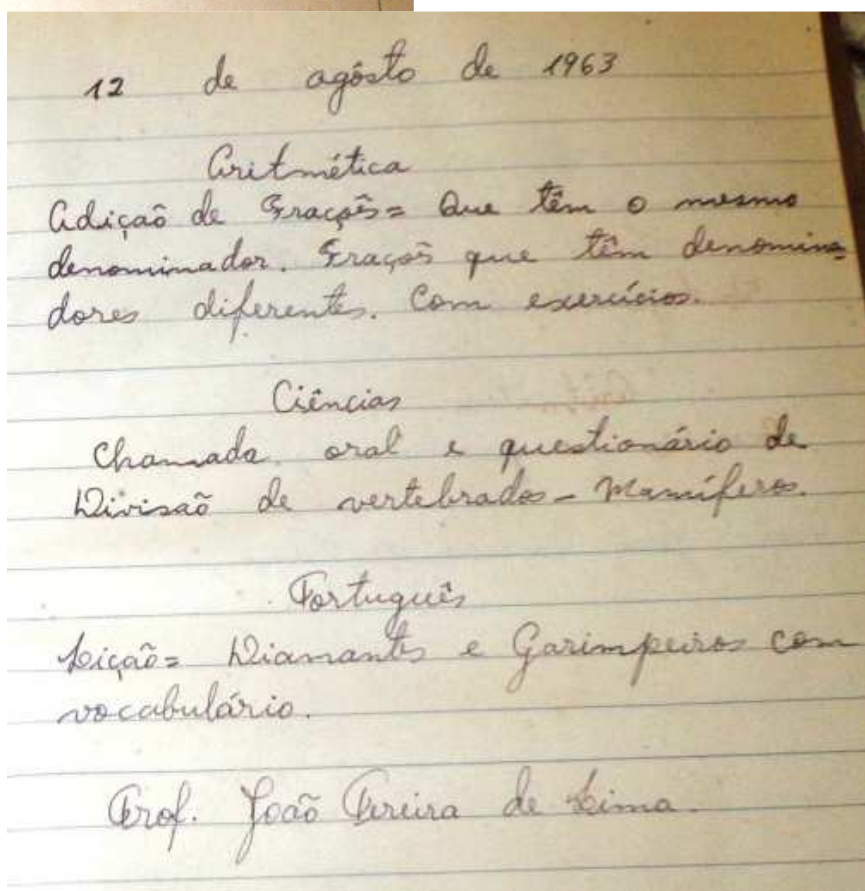 12 de agôsto de 1963
Aritmética
Adição de Frações= Que têm o mesmo
denominador. Frações que têm denomina
dores diferentes. Com exercícios.
Ciências
Chamada oral e questionário de
Divisão de vertebrados - Mamíferos.
Português
Lição= Diamantes e Garimpeiros com
vocabulário.
Prof. João Pereira de Lima.